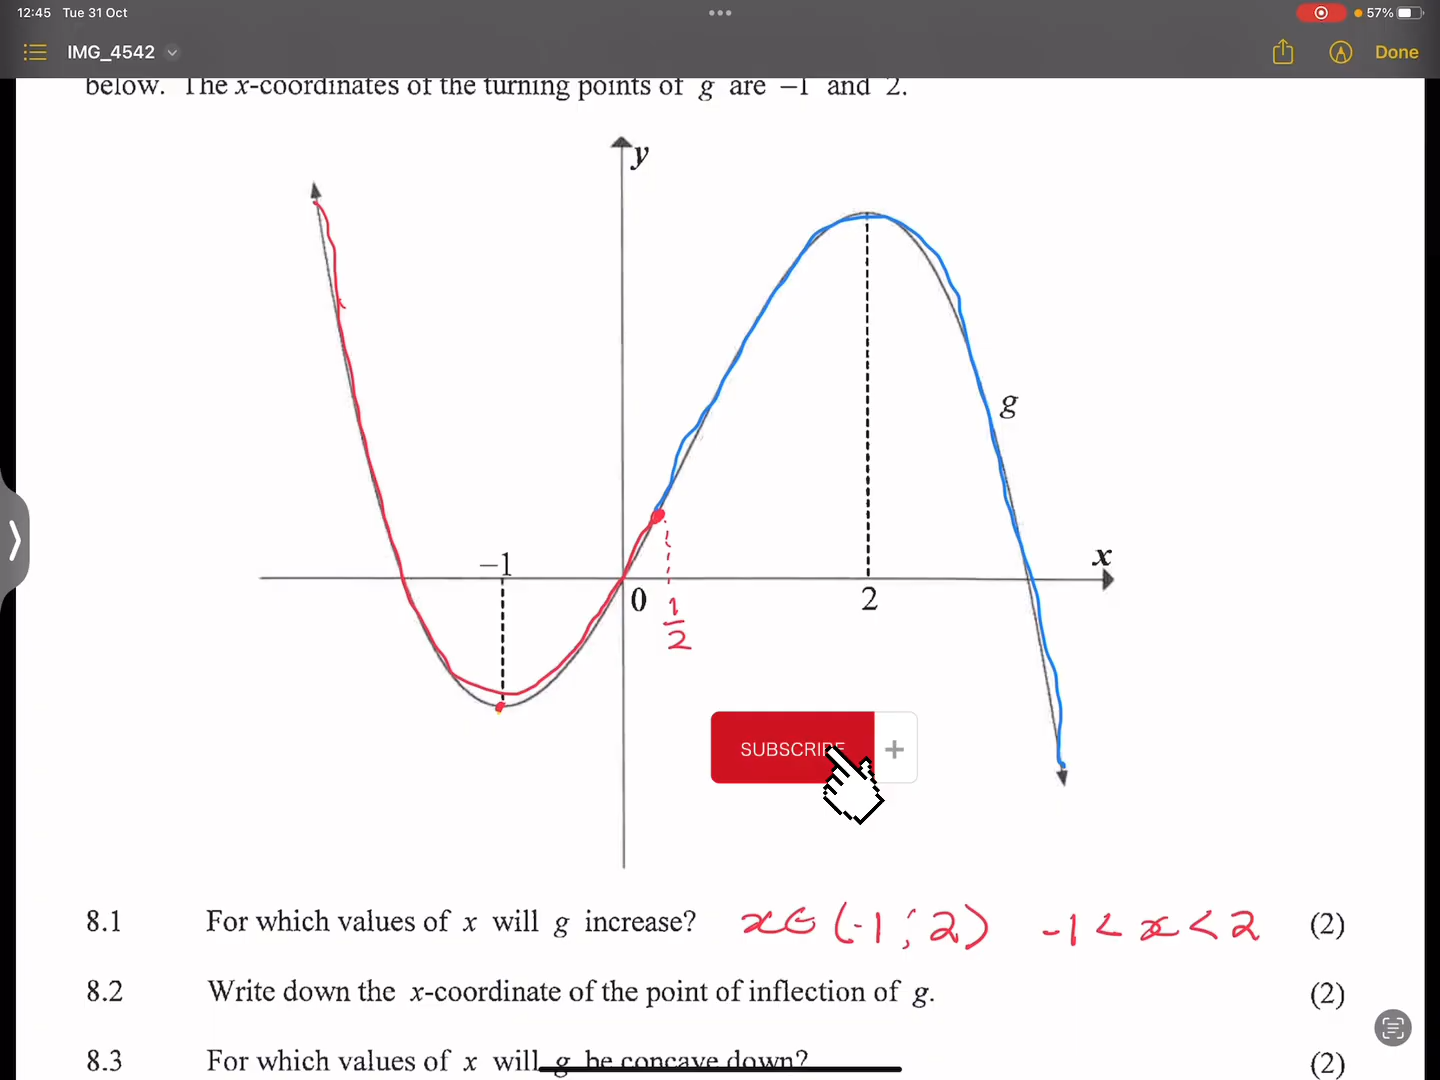 12:45 Tue 31 Oct
57%
IMG_4542
Done
below. The x-coordinates of the turning points of g are −1 and 2.
y
g
−1
x
0
2
1
2
SUBSCRIBE +
8.1 For which values of x will g increase? x∈(-1;2) -1<x<2 (2)
8.2 Write down the x-coordinate of the point of inflection of g. (2)
8.3 For which values of x will g be concave down? (2)